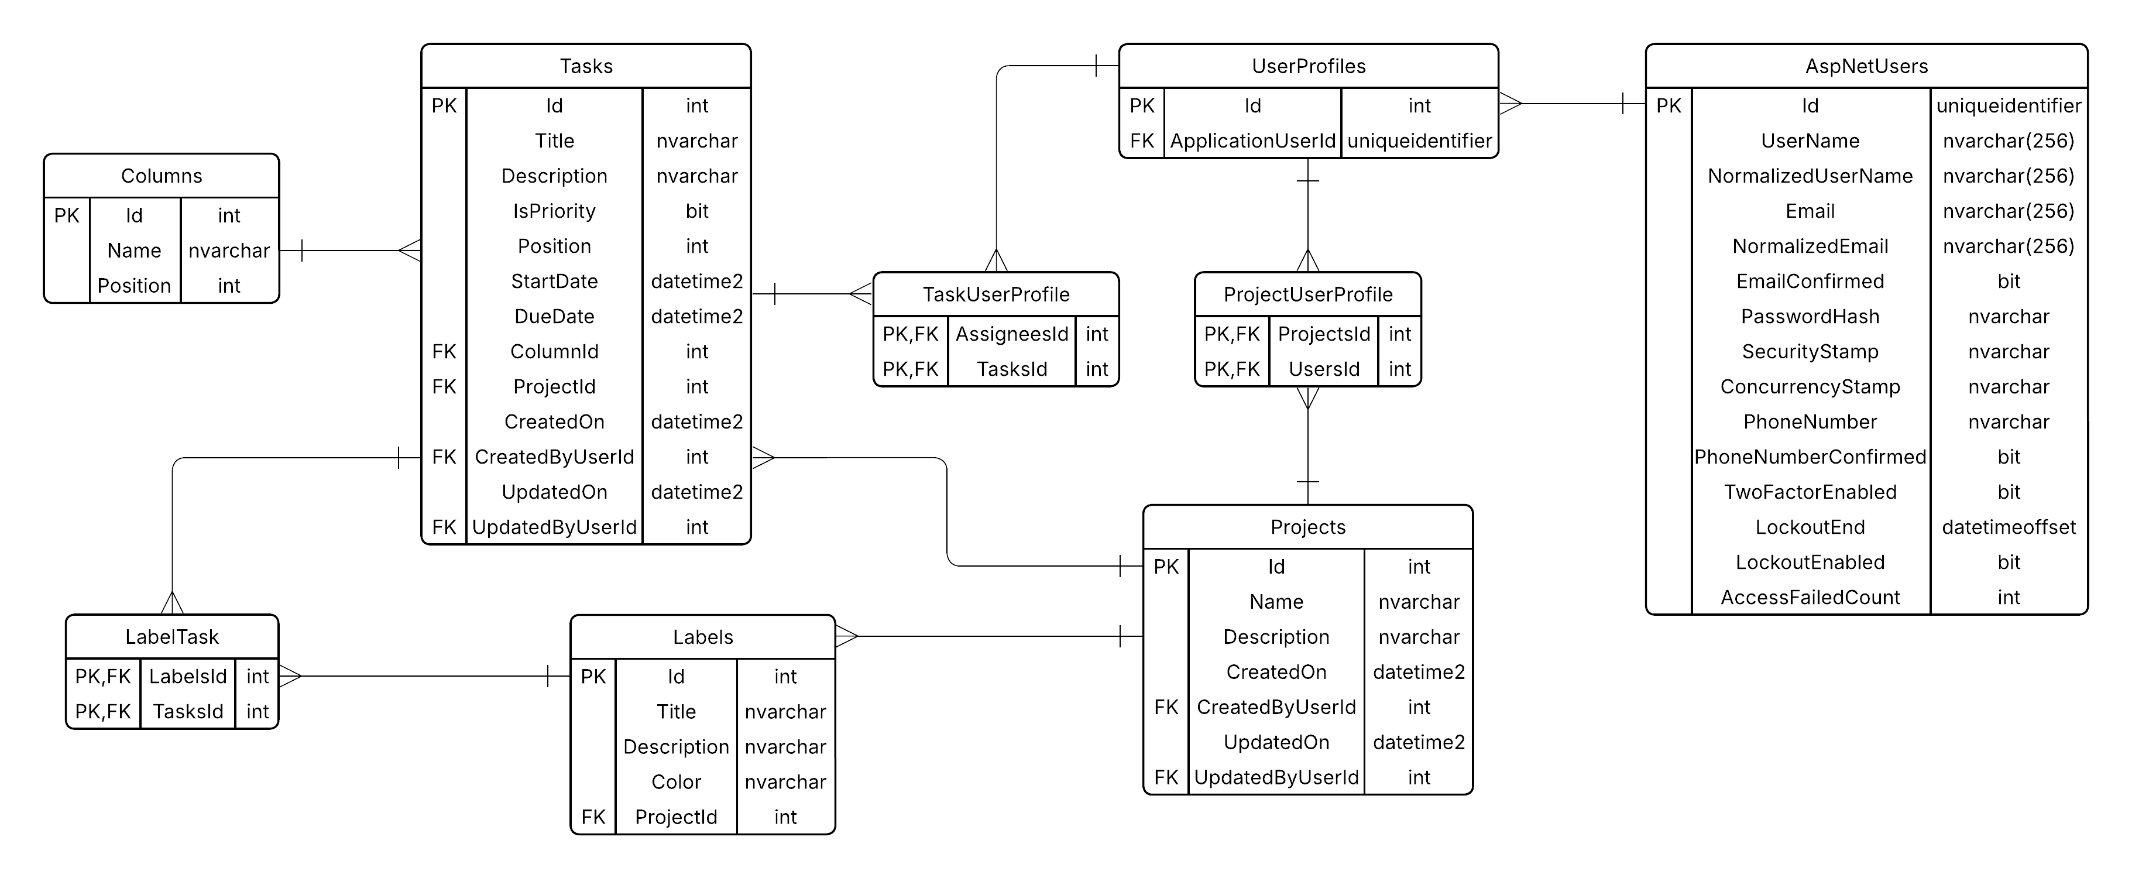 Tasks
PK Id int
Title nvarchar
Description nvarchar
IsPriority bit
Position int
StartDate datetime2
DueDate datetime2
FK ColumnId int
FK ProjectId int
CreatedOn datetime2
FK CreatedByUserId int
UpdatedOn datetime2
FK UpdatedByUserId int
UserProfiles
PK Id int
FK ApplicationUserId uniqueidentifier
AspNetUsers
PK Id uniqueidentifier
UserName nvarchar(256)
NormalizedUserName nvarchar(256)
Email nvarchar(256)
NormalizedEmail nvarchar(256)
EmailConfirmed bit
PasswordHash nvarchar
SecurityStamp nvarchar
ConcurrencyStamp nvarchar
PhoneNumber nvarchar
PhoneNumberConfirmed bit
TwoFactorEnabled bit
LockoutEnd datetimeoffset
LockoutEnabled bit
AccessFailedCount int
Columns
PK Id int
Name nvarchar
Position int
TaskUserProfile
PK,FK AssigneesId int
PK,FK TasksId int
ProjectUserProfile
PK,FK ProjectsId int
PK,FK UsersId int
Projects
PK Id int
Name nvarchar
Description nvarchar
CreatedOn datetime2
FK CreatedByUserId int
UpdatedOn datetime2
FK UpdatedByUserId int
LabelTask
PK,FK LabelsId int
PK,FK TasksId int
Labels
PK Id int
Title nvarchar
Description nvarchar
Color nvarchar
FK ProjectId int